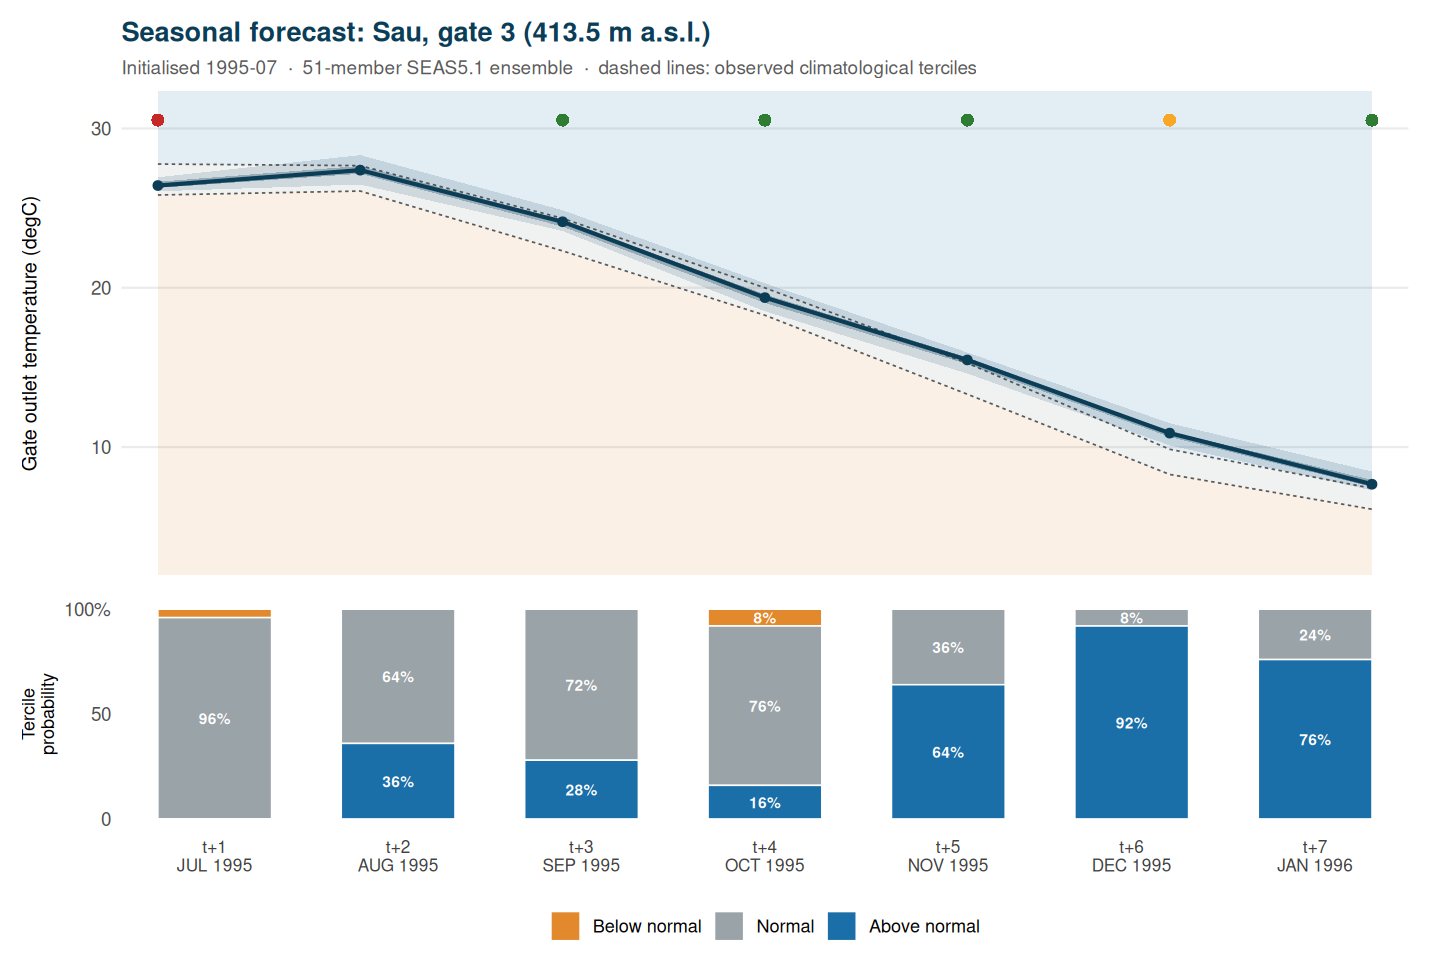 Seasonal forecast: Sau, gate 3 (413.5 m a.s.l.)
Initialised 1995-07 · 51-member SEAS5.1 ensemble · dashed lines: observed climatological terciles
Gate outlet temperature (degC)
30
20
10
Tercile
probability
100%
50
0
96%
64%
36%
72%
28%
8%
76%
16%
36%
64%
8%
92%
24%
76%
t+1
JUL 1995
t+2
AUG 1995
t+3
SEP 1995
t+4
OCT 1995
t+5
NOV 1995
t+6
DEC 1995
t+7
JAN 1996
Below normal
Normal
Above normal